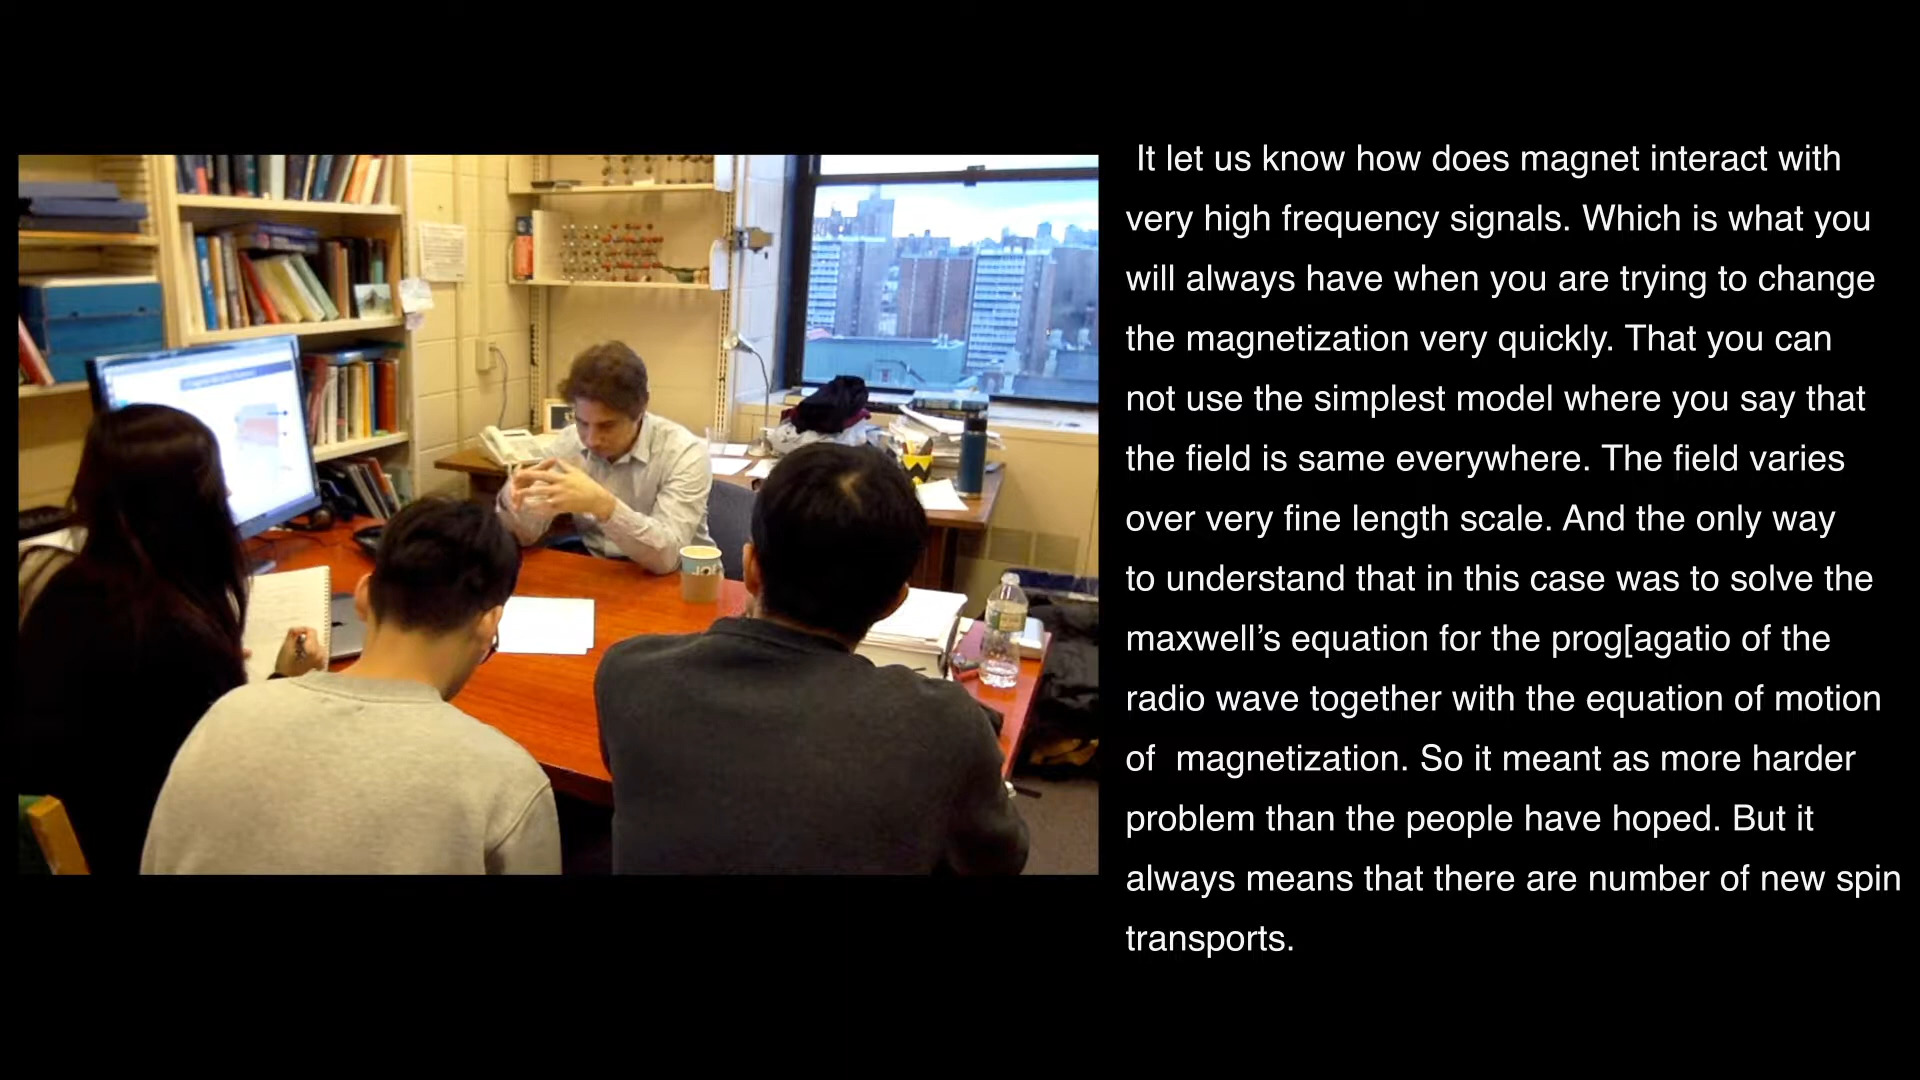 It let us know how does magnet interact with
very high frequency signals. Which is what you
will always have when you are trying to change
the magnetization very quickly. That you can
not use the simplest model where you say that
the field is same everywhere. The field varies
over very fine length scale. And the only way
to understand that in this case was to solve the
maxwell’s equation for the prog[agatio of the
radio wave together with the equation of motion
of  magnetization. So it meant as more harder
problem than the people have hoped. But it
always means that there are number of new spin
transports.